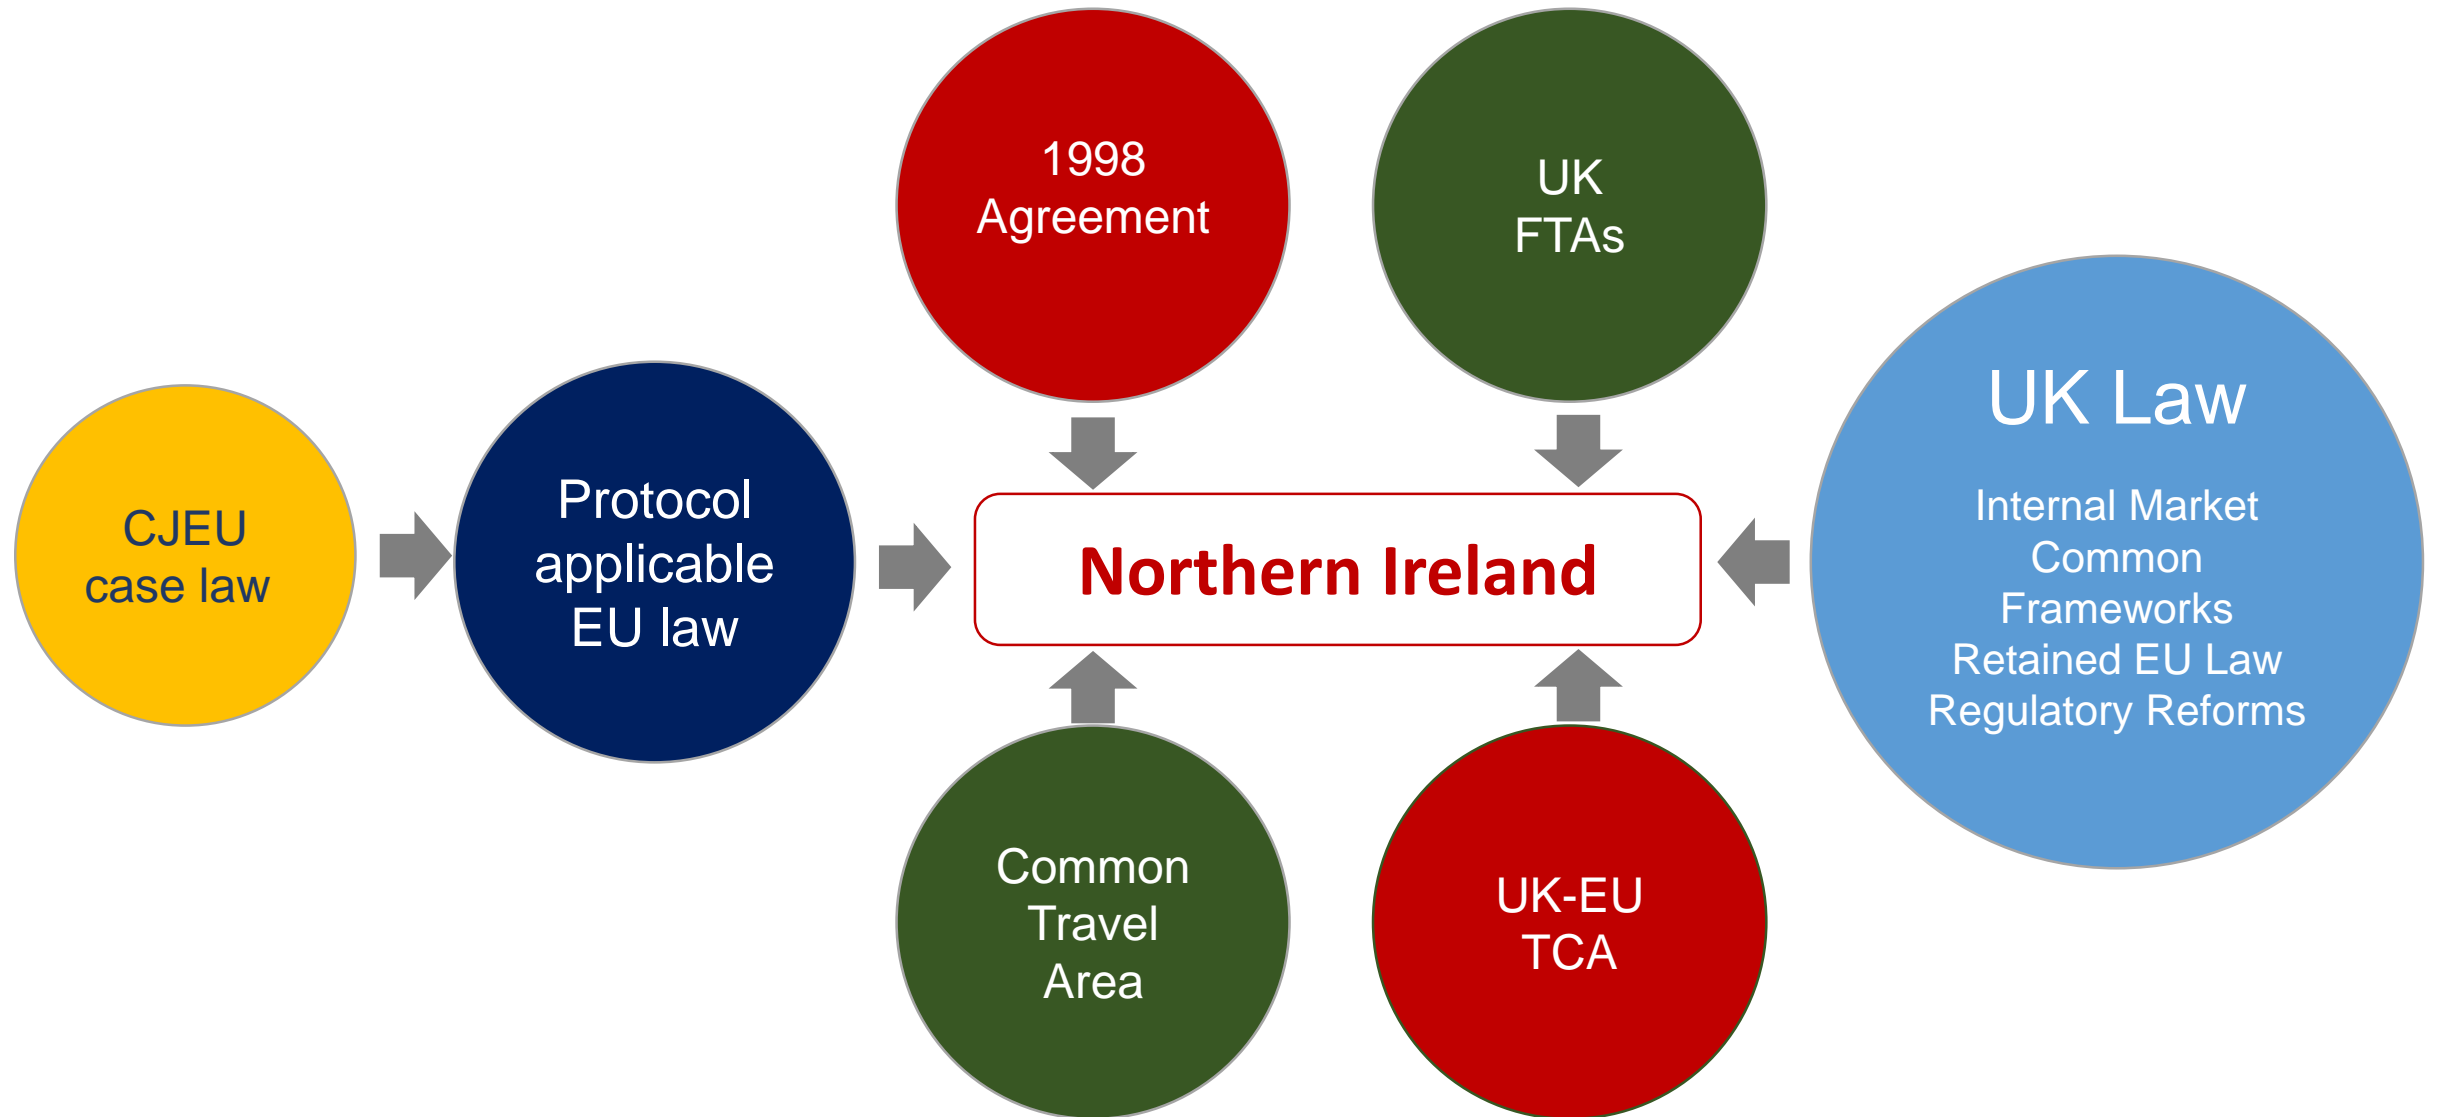 1998
Agreement
UK
FTAs
CJEU
case law
Protocol
applicable
EU law
Northern Ireland
UK Law
Internal Market
Common
Frameworks
Retained EU Law
Regulatory Reforms
Common
Travel
Area
UK-EU
TCA